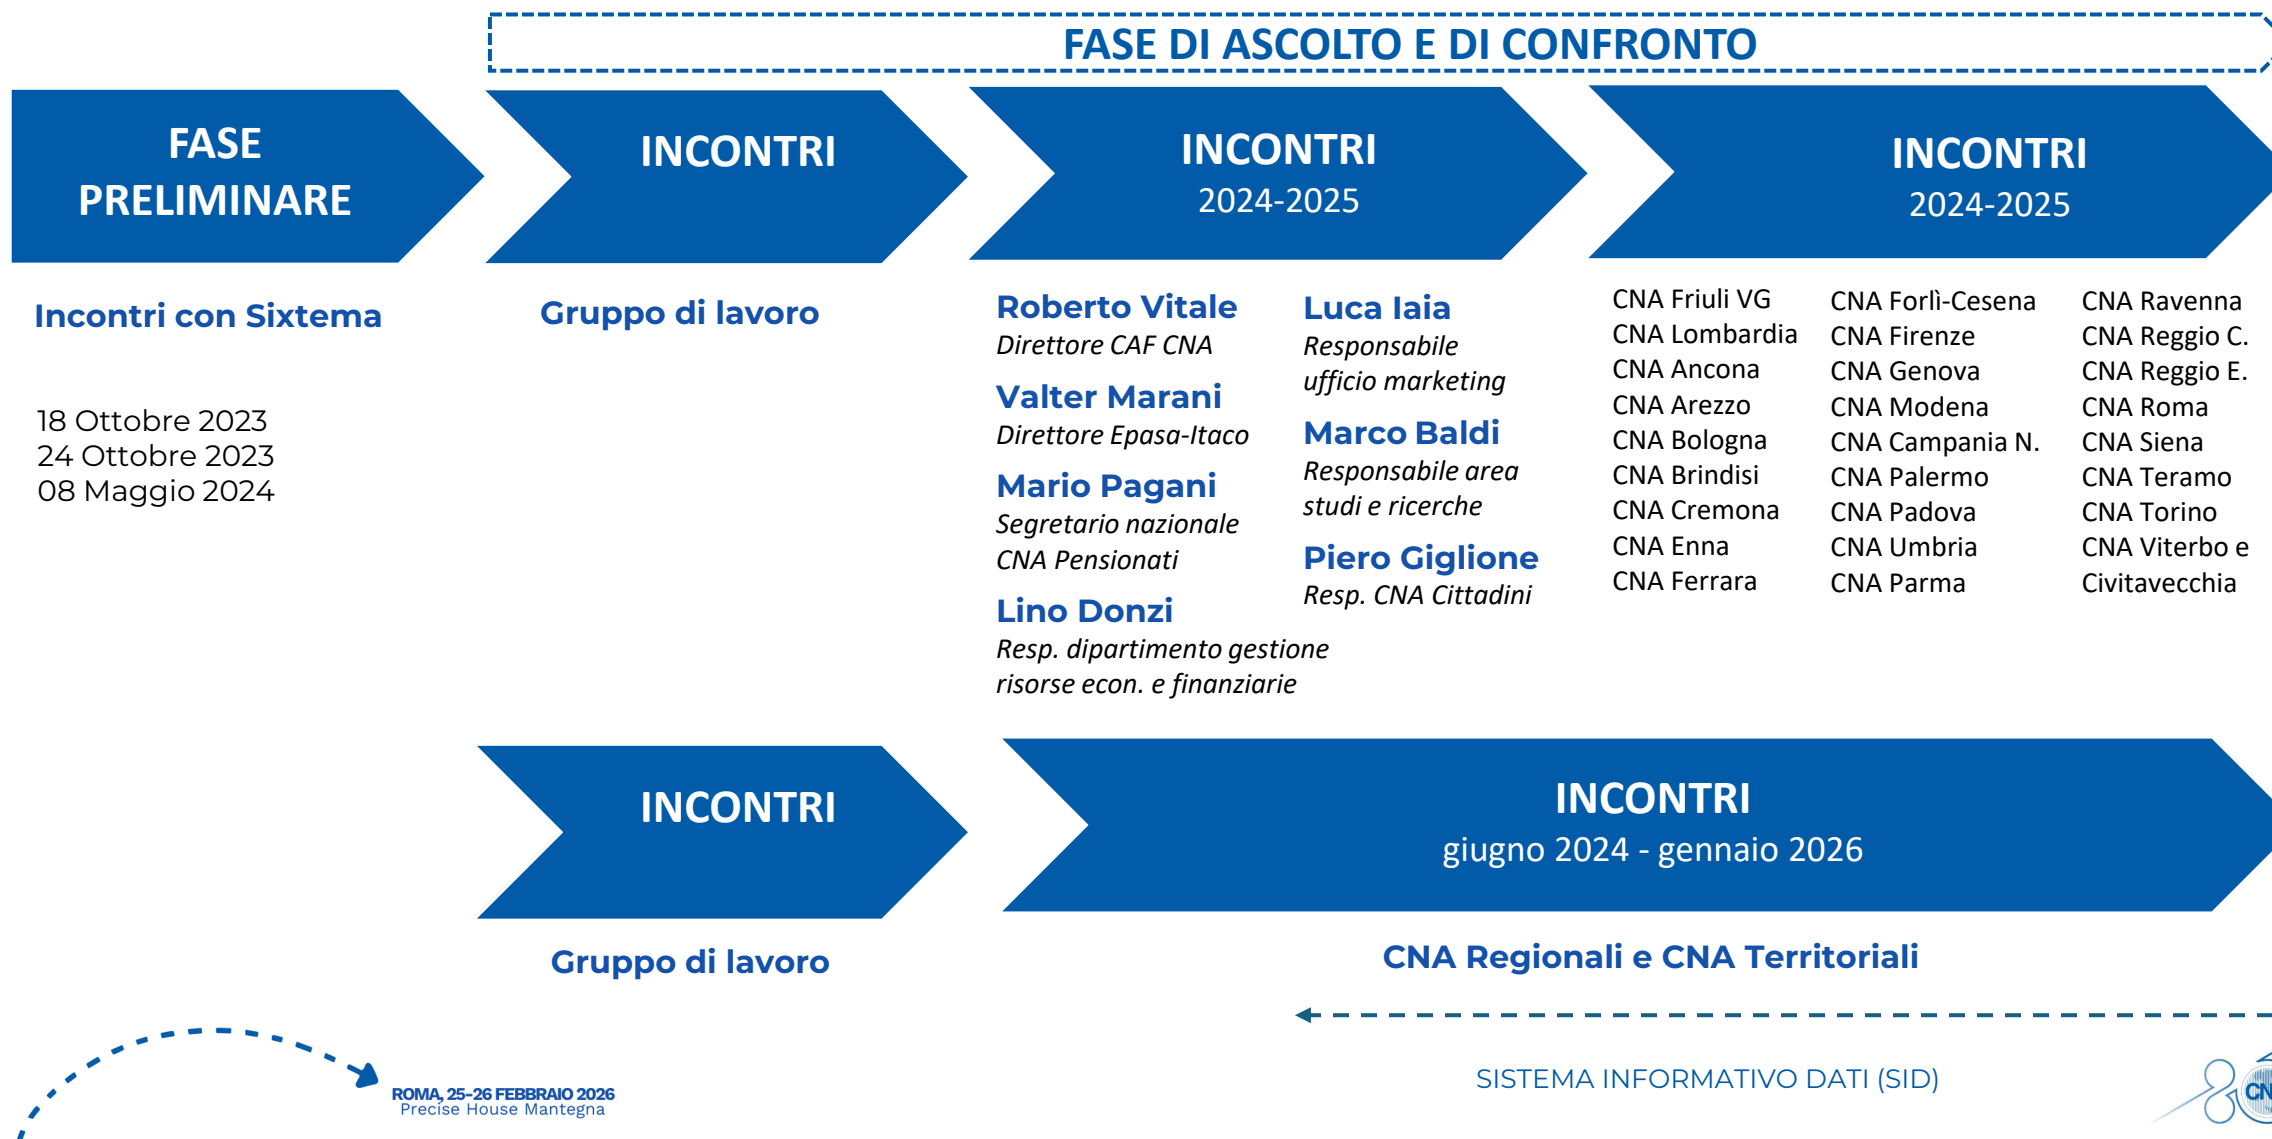 FASE DI ASCOLTO E DI CONFRONTO
FASE
PRELIMINARE
INCONTRI
INCONTRI
2024-2025
INCONTRI
2024-2025
Incontri con Sixtema
18 Ottobre 2023
24 Ottobre 2023
08 Maggio 2024
Gruppo di lavoro
Roberto Vitale
Direttore CAF CNA
Valter Marani
Direttore Epasa-Itaco
Mario Pagani
Segretario nazionale
CNA Pensionati
Lino Donzi
Resp. dipartimento gestione
risorse econ. e finanziarie
Luca Iaia
Responsabile
ufficio marketing
Marco Baldi
Responsabile area
studi e ricerche
Piero Giglione
Resp. CNA Cittadini
CNA Friuli VG
CNA Lombardia
CNA Ancona
CNA Arezzo
CNA Bologna
CNA Brindisi
CNA Cremona
CNA Enna
CNA Ferrara
CNA Forlì-Cesena
CNA Firenze
CNA Genova
CNA Modena
CNA Campania N.
CNA Palermo
CNA Padova
CNA Umbria
CNA Parma
CNA Ravenna
CNA Reggio C.
CNA Reggio E.
CNA Roma
CNA Siena
CNA Teramo
CNA Torino
CNA Viterbo e
Civitavecchia
INCONTRI
INCONTRI
giugno 2024 - gennaio 2026
Gruppo di lavoro
CNA Regionali e CNA Territoriali
ROMA, 25-26 FEBBRAIO 2026
Precise House Mantegna
SISTEMA INFORMATIVO DATI (SID)